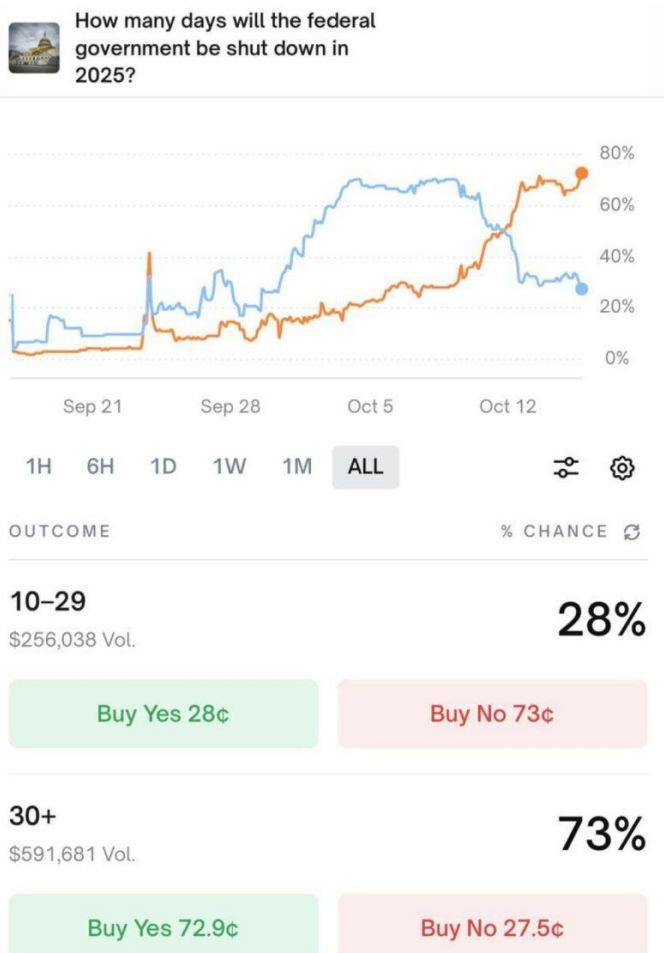 How many days will the federal
government be shut down in
2025?
80%
60%
40%
20%
0%
Sep 21 Sep 28 Oct 5 Oct 12
1H 6H 1D 1W 1M ALL
OUTCOME % CHANCE
10–29 28%
$256,038 Vol.
Buy Yes 28¢ Buy No 73¢
30+ 73%
$591,681 Vol.
Buy Yes 72.9¢ Buy No 27.5¢